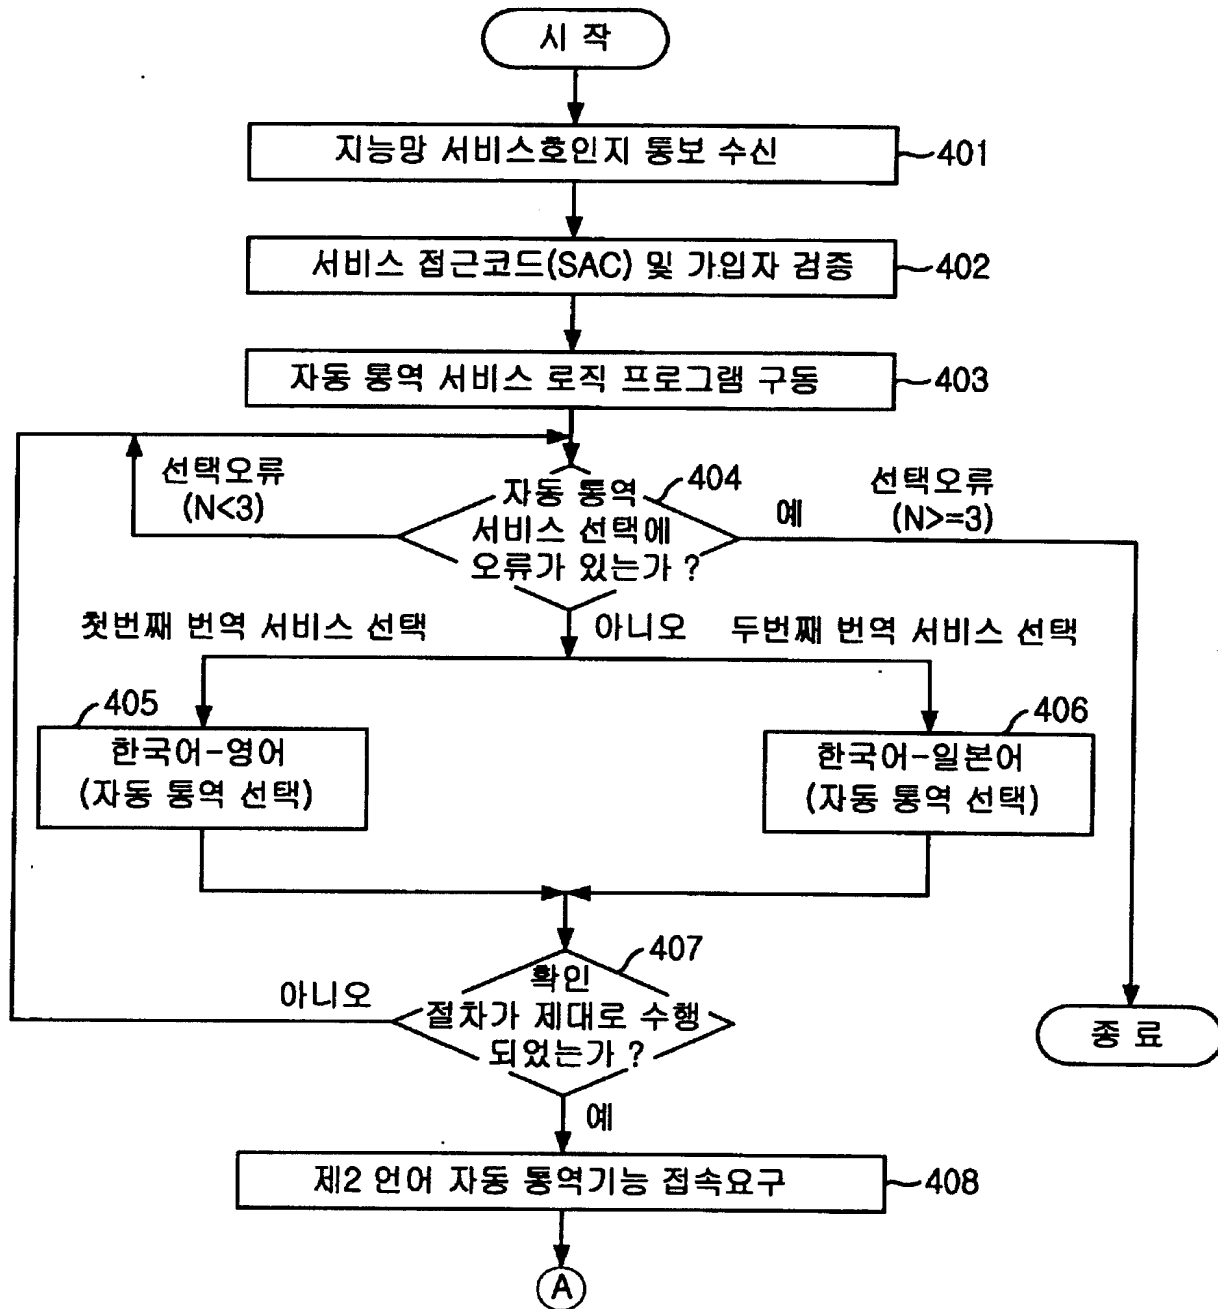 시 작
지능망 서비스호인지 통보 수신
401
서비스 접근코드(SAC) 및 가입자 검증
402
자동 통역 서비스 로직 프로그램 구동
403
선택오류
(N<3)
자동 통역
서비스 선택에
오류가 있는가 ?
404
예
선택오류
(N>=3)
첫번째 번역 서비스 선택
아니오
두번째 번역 서비스 선택
405
한국어-영어
(자동 통역 선택)
406
한국어-일본어
(자동 통역 선택)
407
확인
절차가 제대로 수행
되었는가 ?
아니오
종 료
예
제2 언어 자동 통역기능 접속요구
408
A